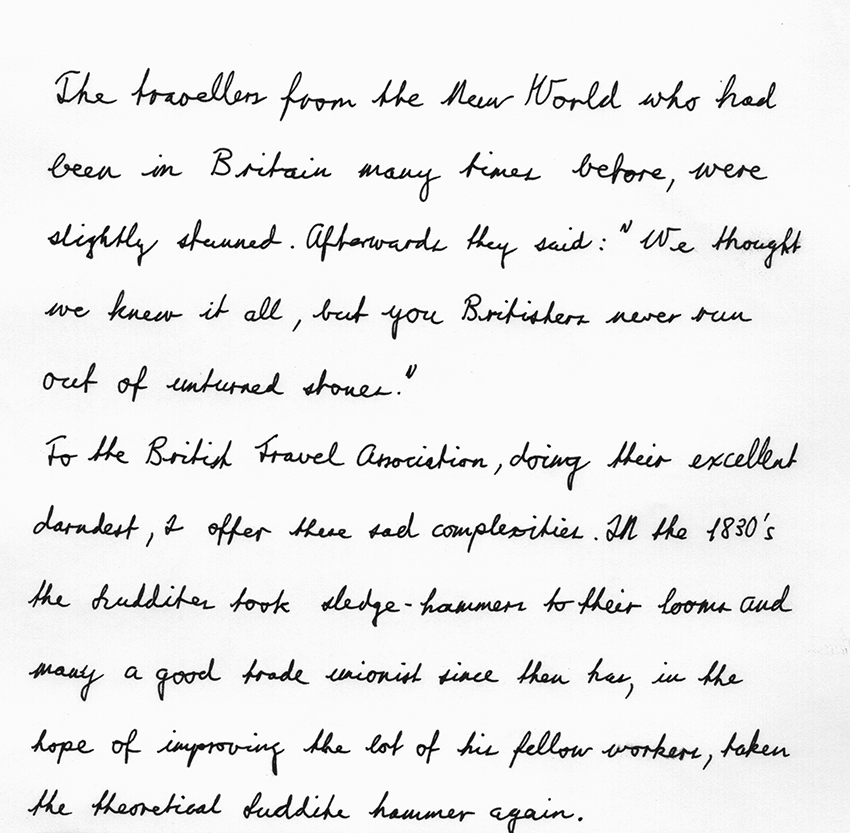 The travellers from the New World who had
been in Britain many times before, were
slightly stunned. Afterwards they said: "We thought
we knew it all, but you Britishers never run
out of unturned stones."
To the British Travel Association, doing their excellent
darndest, I offer these sad complexities. IN the 1830's
the Luddites took sledge-hammers to their looms and
many a good trade unionist since then has, in the
hope of improving the lot of his fellow workers, taken
the theoretical Luddite hammer again.